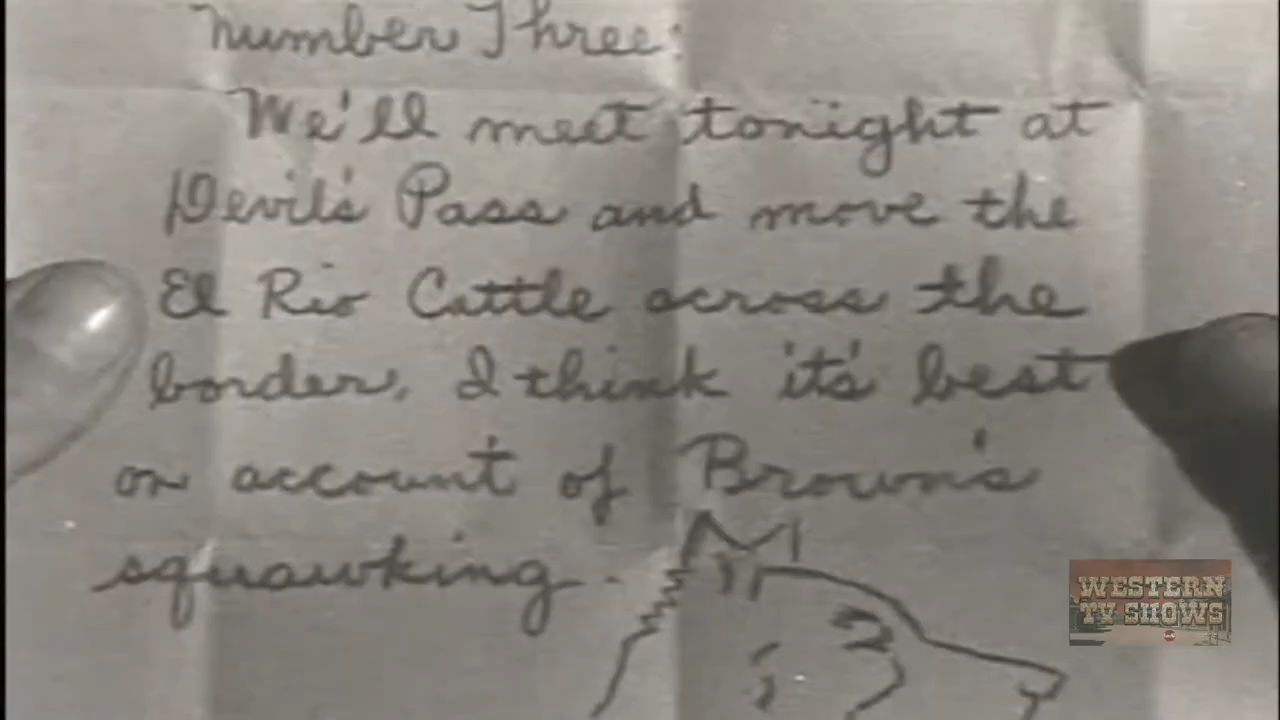 Number Three:
We'll meet tonight at
Devil's Pass and move the
El Rio Cattle across the
border. I think it's best
on account of Brown's
squawking.
WESTERN
TV SHOWS